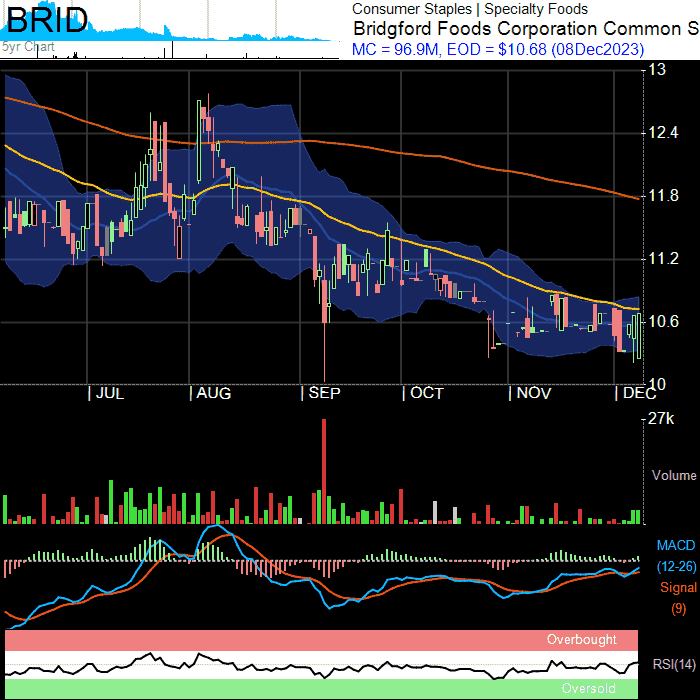 BRID
5yr Chart
Consumer Staples | Specialty Foods
Bridgford Foods Corporation Common S
MC = 96.9M, EOD = $10.68 (08Dec2023)
13
12.4
11.8
11.2
10.6
10
JUL AUG SEP OCT NOV DEC
27k
Volume
MACD
(12-26)
Signal
(9)
Overbought
RSI(14)
Oversold